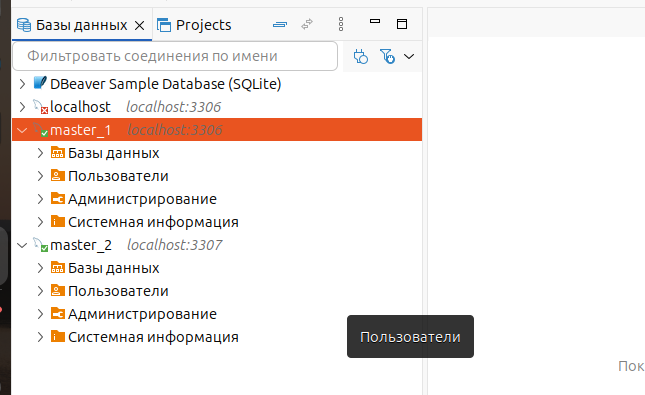 Базы данных
Projects
Фильтровать соединения по имени
DBeaver Sample Database (SQLite)
localhost localhost:3306
master_1 localhost:3306
Базы данных
Пользователи
Администрирование
Системная информация
master_2 localhost:3307
Базы данных
Пользователи
Администрирование
Системная информация
Пользователи
Пок